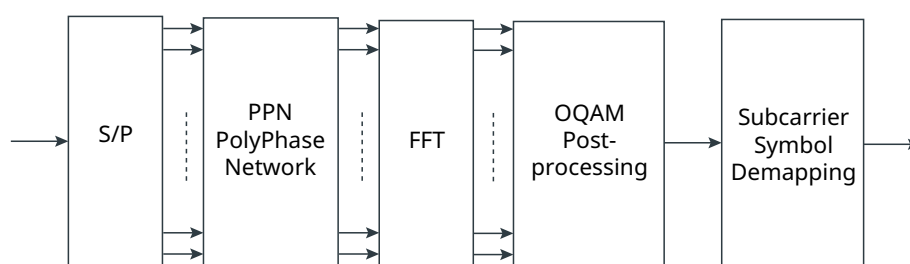 S/P
PPN
PolyPhase
Network
FFT
OQAM
Post-
processing
Subcarrier
Symbol
Demapping